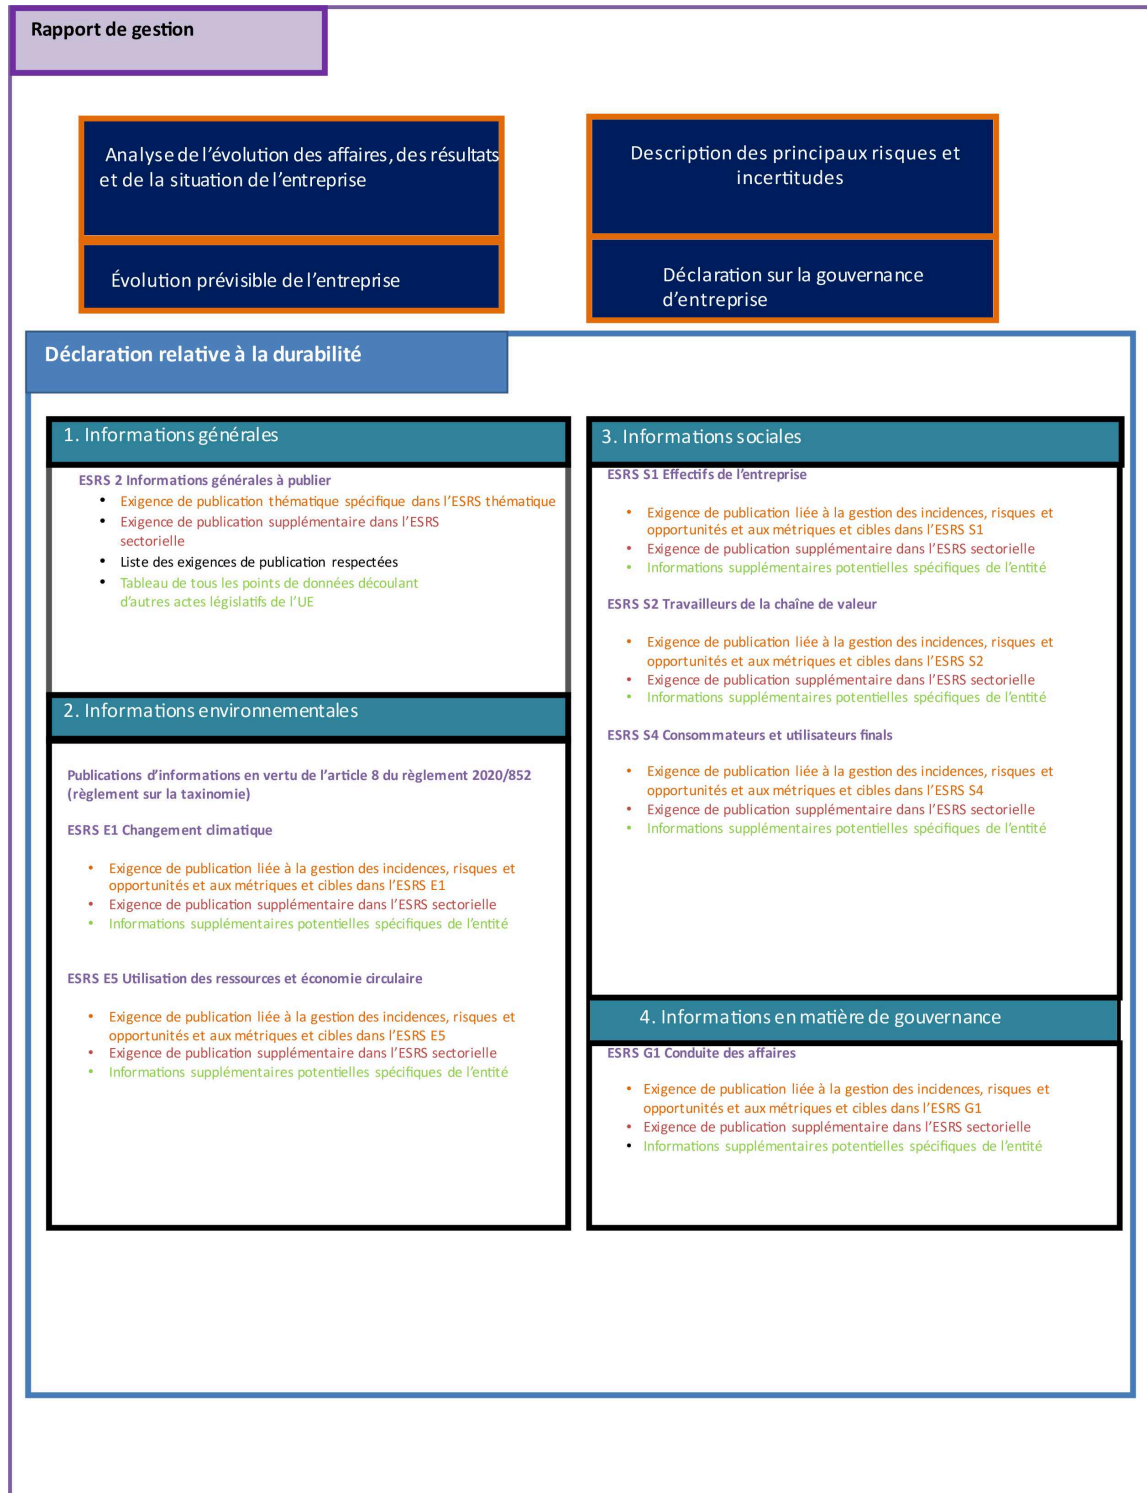 Rapport de gestion
Analyse de l’évolution des affaires, des résultats
et de la situation de l’entreprise
Description des principaux risques et
incertitudes
Évolution prévisible de l’entreprise
Déclaration sur la gouvernance
d’entreprise
Déclaration relative à la durabilité
1. Informations générales
ESRS 2 Informations générales à publier
• Exigence de publication thématique spécifique dans l’ESRS thématique
• Exigence de publication supplémentaire dans l’ESRS
sectorielle
• Liste des exigences de publication respectées
• Tableau de tous les points de données découlant
d’autres actes législatifs de l’UE
2. Informations environnementales
Publications d’informations en vertu de l’article 8 du règlement 2020/852
(règlement sur la taxinomie)
ESRS E1 Changement climatique
• Exigence de publication liée à la gestion des incidences, risques et
opportunités et aux métriques et cibles dans l’ESRS E1
• Exigence de publication supplémentaire dans l’ESRS sectorielle
• Informations supplémentaires potentielles spécifiques de l’entité
ESRS E5 Utilisation des ressources et économie circulaire
• Exigence de publication liée à la gestion des incidences, risques et
opportunités et aux métriques et cibles dans l’ESRS E5
• Exigence de publication supplémentaire dans l’ESRS sectorielle
• Informations supplémentaires potentielles spécifiques de l’entité
3. Informations sociales
ESRS S1 Effectifs de l’entreprise
• Exigence de publication liée à la gestion des incidences, risques et
opportunités et aux métriques et cibles dans l’ESRS S1
• Exigence de publication supplémentaire dans l’ESRS sectorielle
• Informations supplémentaires potentielles spécifiques de l’entité
ESRS S2 Travailleurs de la chaîne de valeur
• Exigence de publication liée à la gestion des incidences, risques et
opportunités et aux métriques et cibles dans l’ESRS S2
• Exigence de publication supplémentaire dans l’ESRS sectorielle
• Informations supplémentaires potentielles spécifiques de l’entité
ESRS S4 Consommateurs et utilisateurs finals
• Exigence de publication liée à la gestion des incidences, risques et
opportunités et aux métriques et cibles dans l’ESRS S4
• Exigence de publication supplémentaire dans l’ESRS sectorielle
• Informations supplémentaires potentielles spécifiques de l’entité
4. Informations en matière de gouvernance
ESRS G1 Conduite des affaires
• Exigence de publication liée à la gestion des incidences, risques et
opportunités et aux métriques et cibles dans l’ESRS G1
• Exigence de publication supplémentaire dans l’ESRS sectorielle
• Informations supplémentaires potentielles spécifiques de l’entité